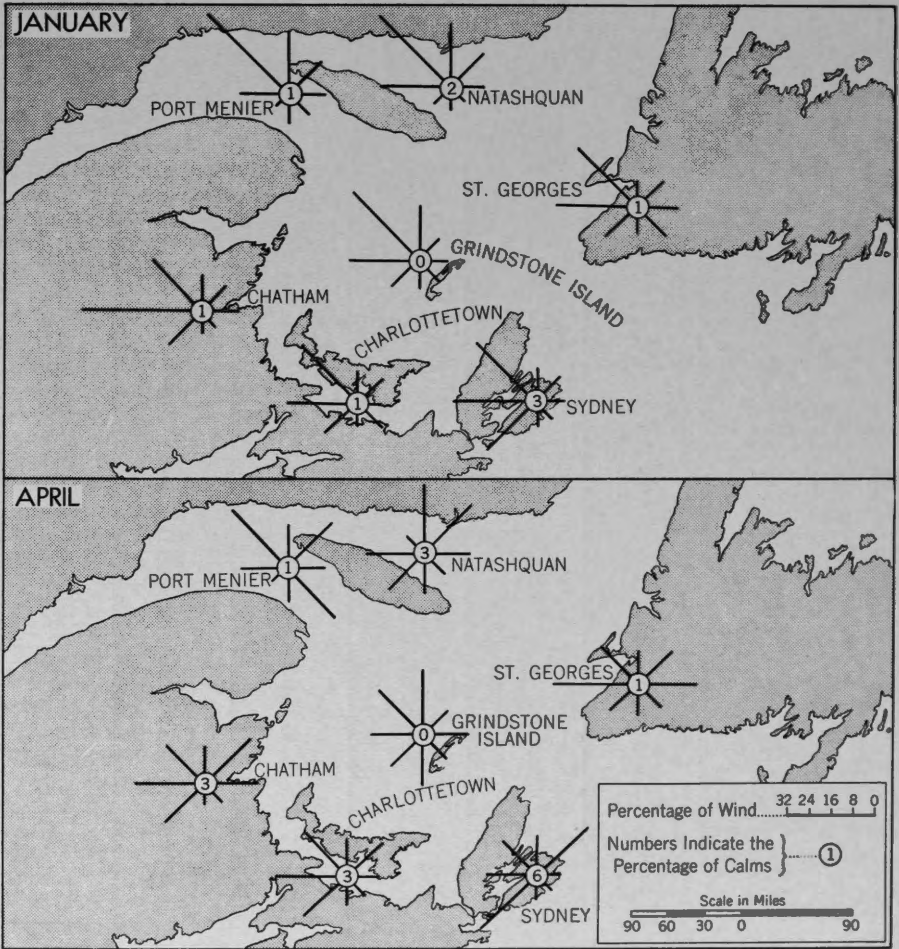 JANUARY
1
PORT MENIER
2
NATASHQUAN
ST. GEORGES
1
0
GRINDSTONE ISLAND
1
CHATHAM
CHARLOTTETOWN
1
3
SYDNEY
APRIL
1
PORT MENIER
3
NATASHQUAN
ST. GEORGES
1
0
GRINDSTONE
ISLAND
3
CHATHAM
CHARLOTTETOWN
3
6
SYDNEY
Percentage of Wind...... 32 24 16 8 0
Numbers Indicate the
Percentage of Calms } ...... 1
Scale in Miles
90 60 30 0 90